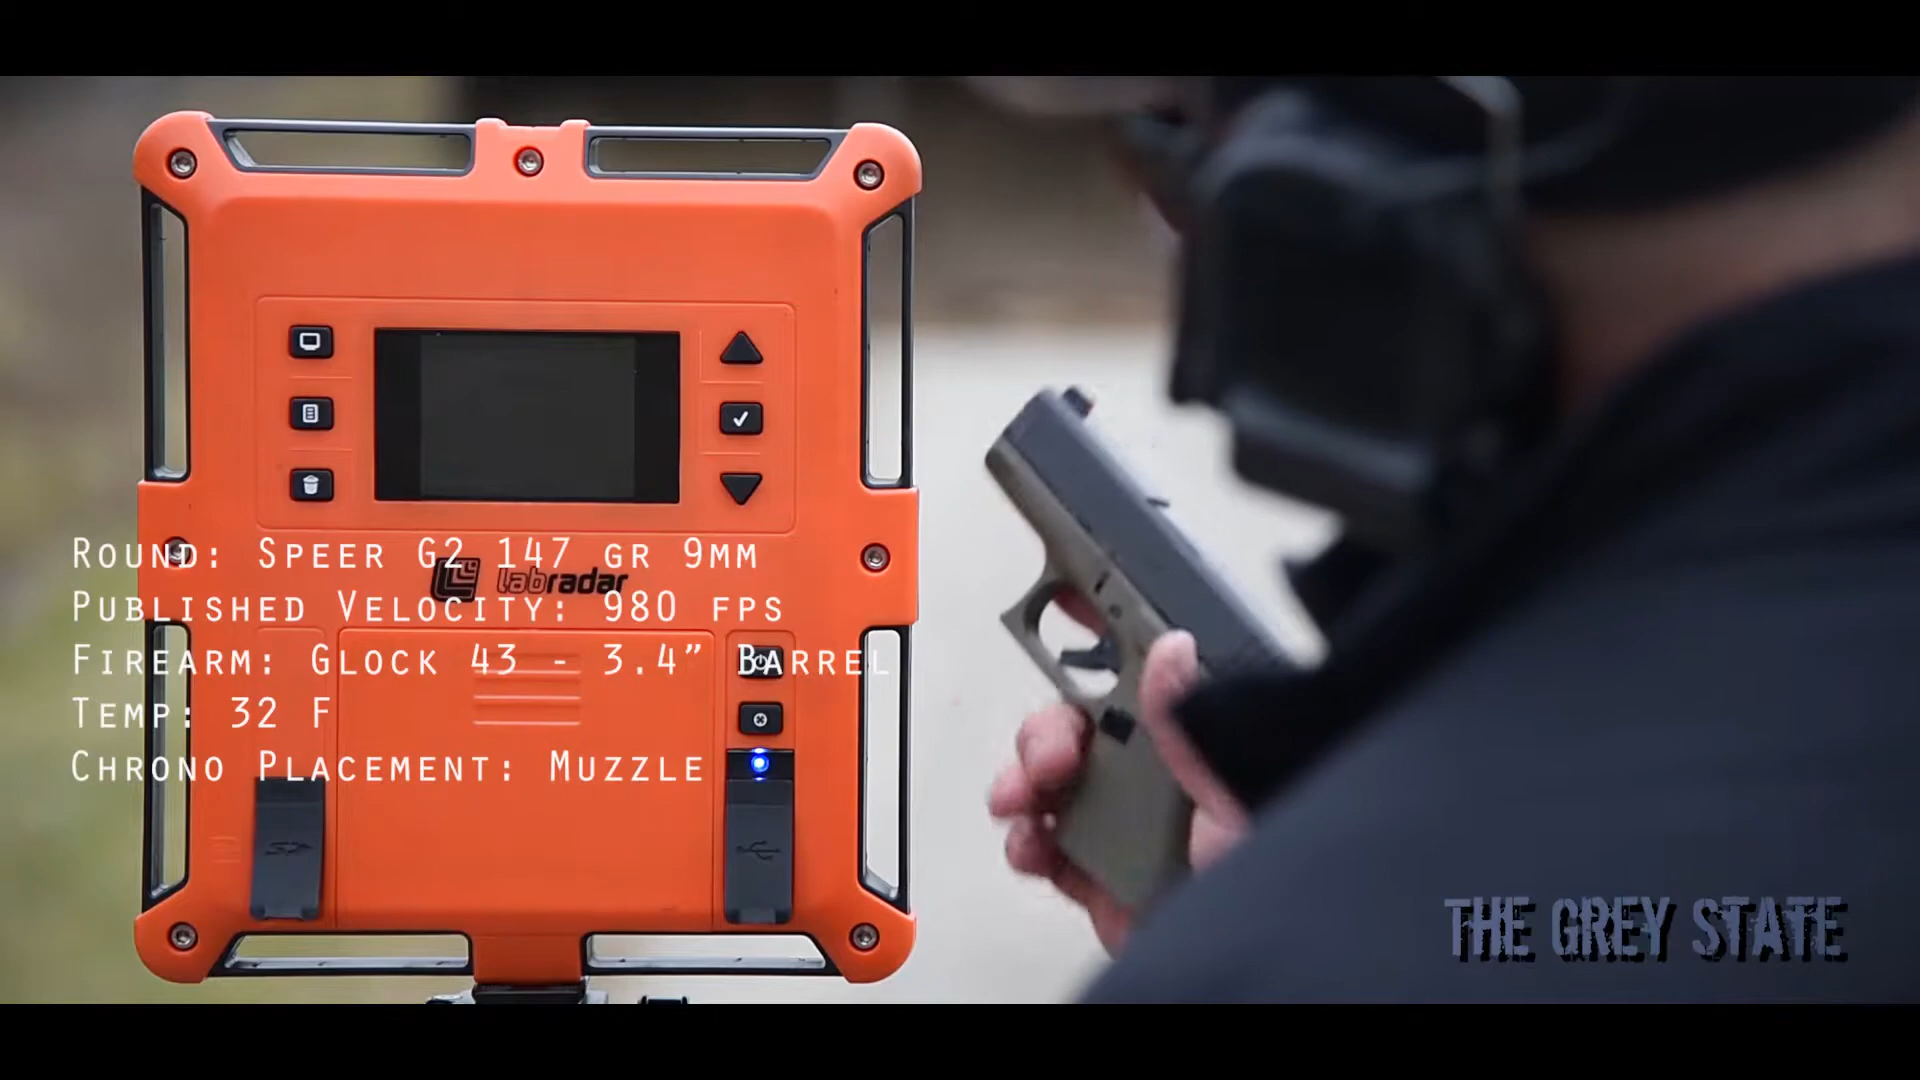 Round: Speer G2 147 gr 9mm
labradar
Published Velocity: 980 fps
Firearm: Glock 43 - 3.4” Barrel
Temp: 32 F
Chrono Placement: Muzzle
THE GREY STATE